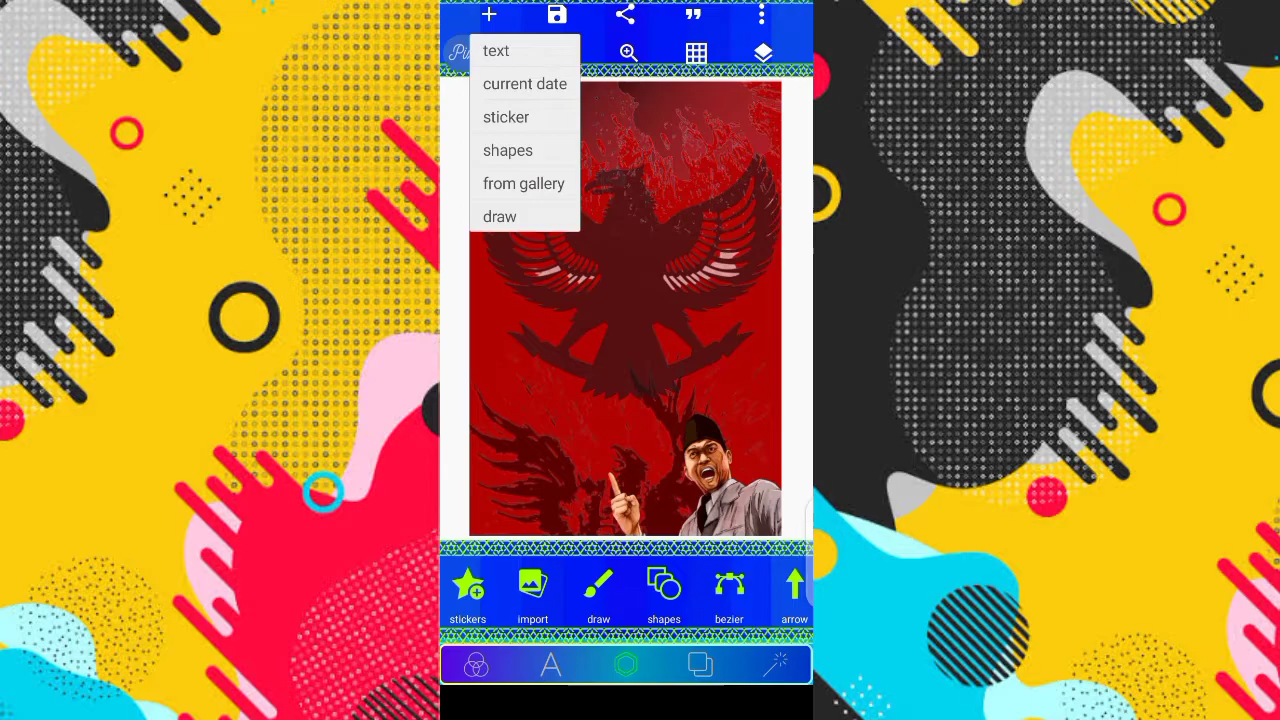 text
current date
sticker
shapes
from gallery
draw
stickers
import
draw
shapes
bezier
arrow